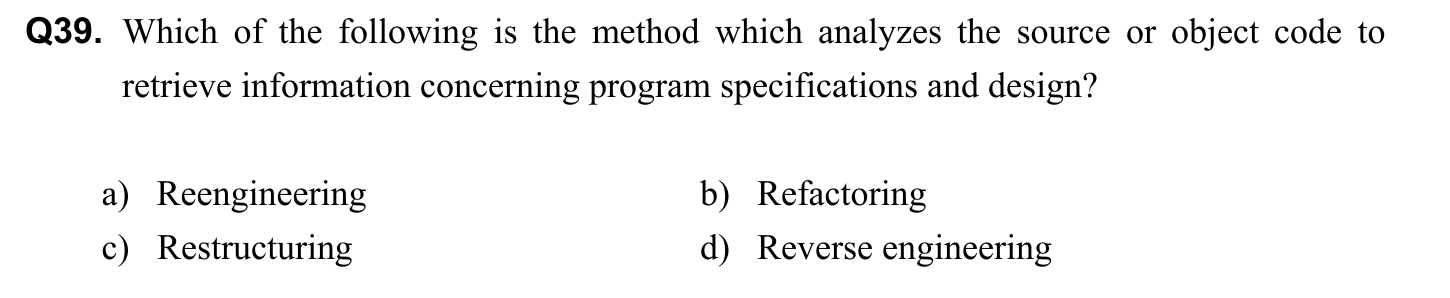 Q39. Which of the following is the method which analyzes the source or object code to
retrieve information concerning program specifications and design?
a) Reengineering b) Refactoring
c) Restructuring d) Reverse engineering